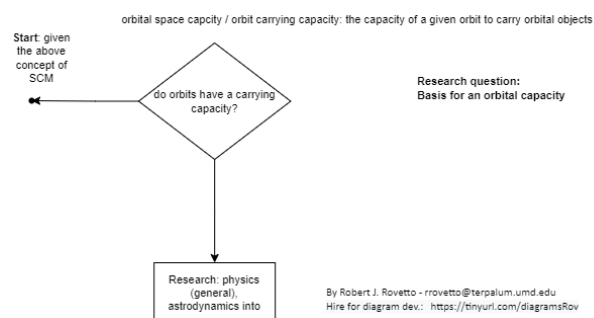 orbital space capcity / orbit carrying capacity: the capacity of a given orbit to carry orbital objects
Start: given
the above
concept of
SCM
do orbits have a carrying
capacity?
Research question:
Basis for an orbital capacity
Research: physics
(general),
astrodynamics into
By Robert J. Rovetto - rrovetto@terpalum.umd.edu
Hire for diagram dev.: https://tinyurl.com/diagramsRov